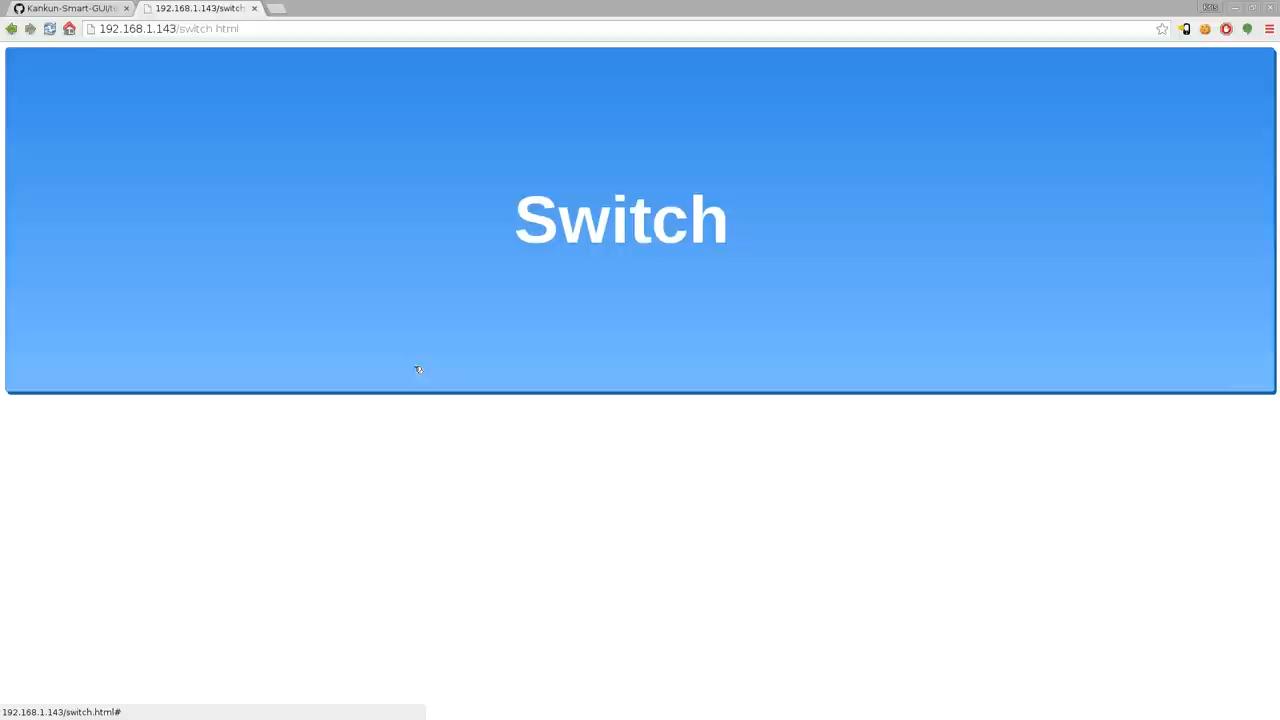 Kankun-Smart-GUI/te
192.168.1.143/switch
192.168.1.143/switch html
Switch
192.168.1.143/switch.html#